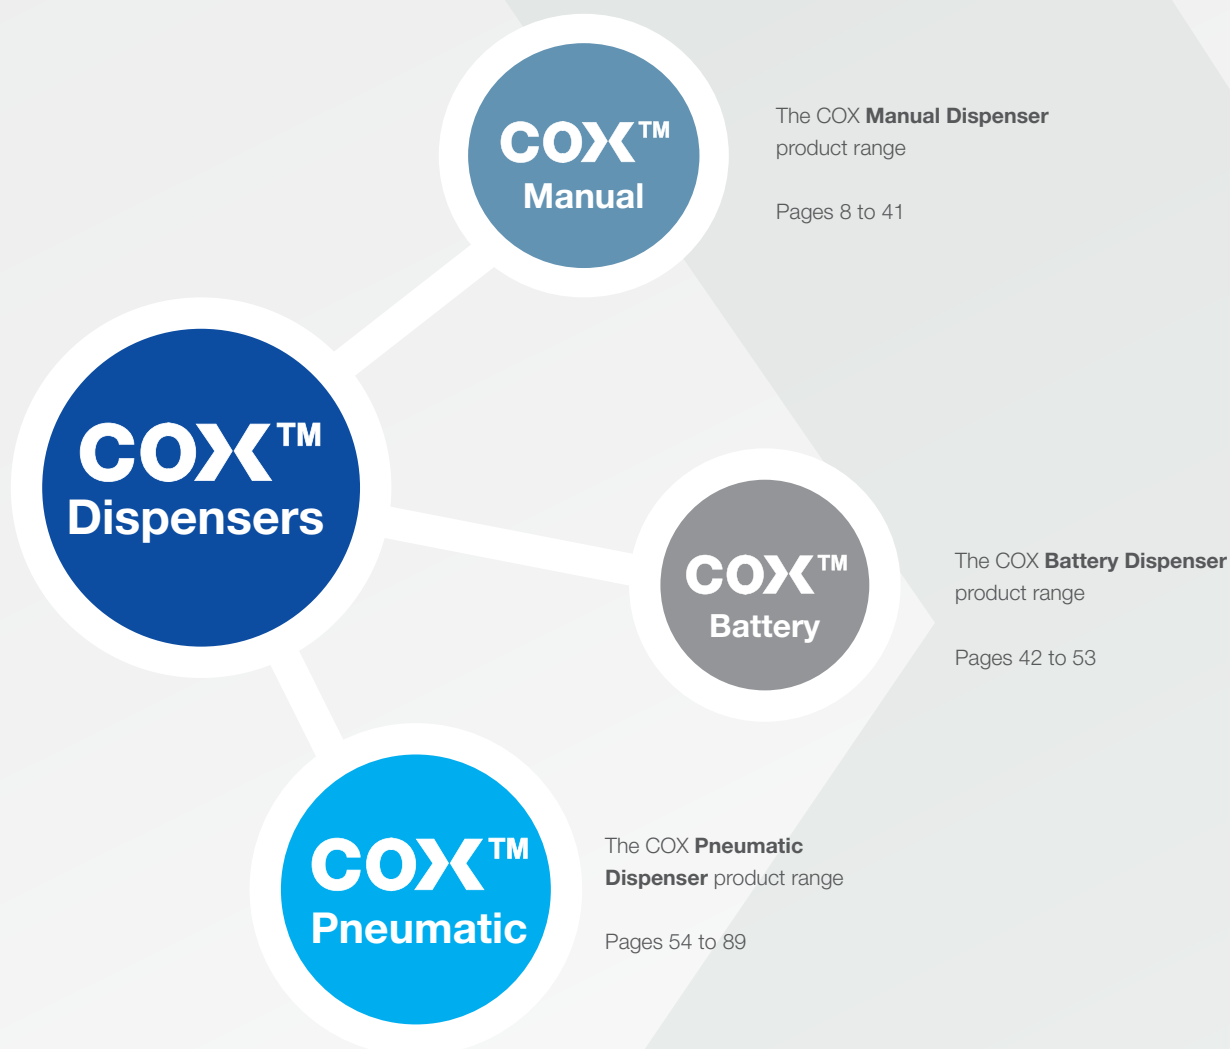 COX™
Manual
The COX Manual Dispenser
product range
Pages 8 to 41
COX™
Dispensers
COX™
Battery
The COX Battery Dispenser
product range
Pages 42 to 53
COX™
Pneumatic
The COX Pneumatic
Dispenser product range
Pages 54 to 89